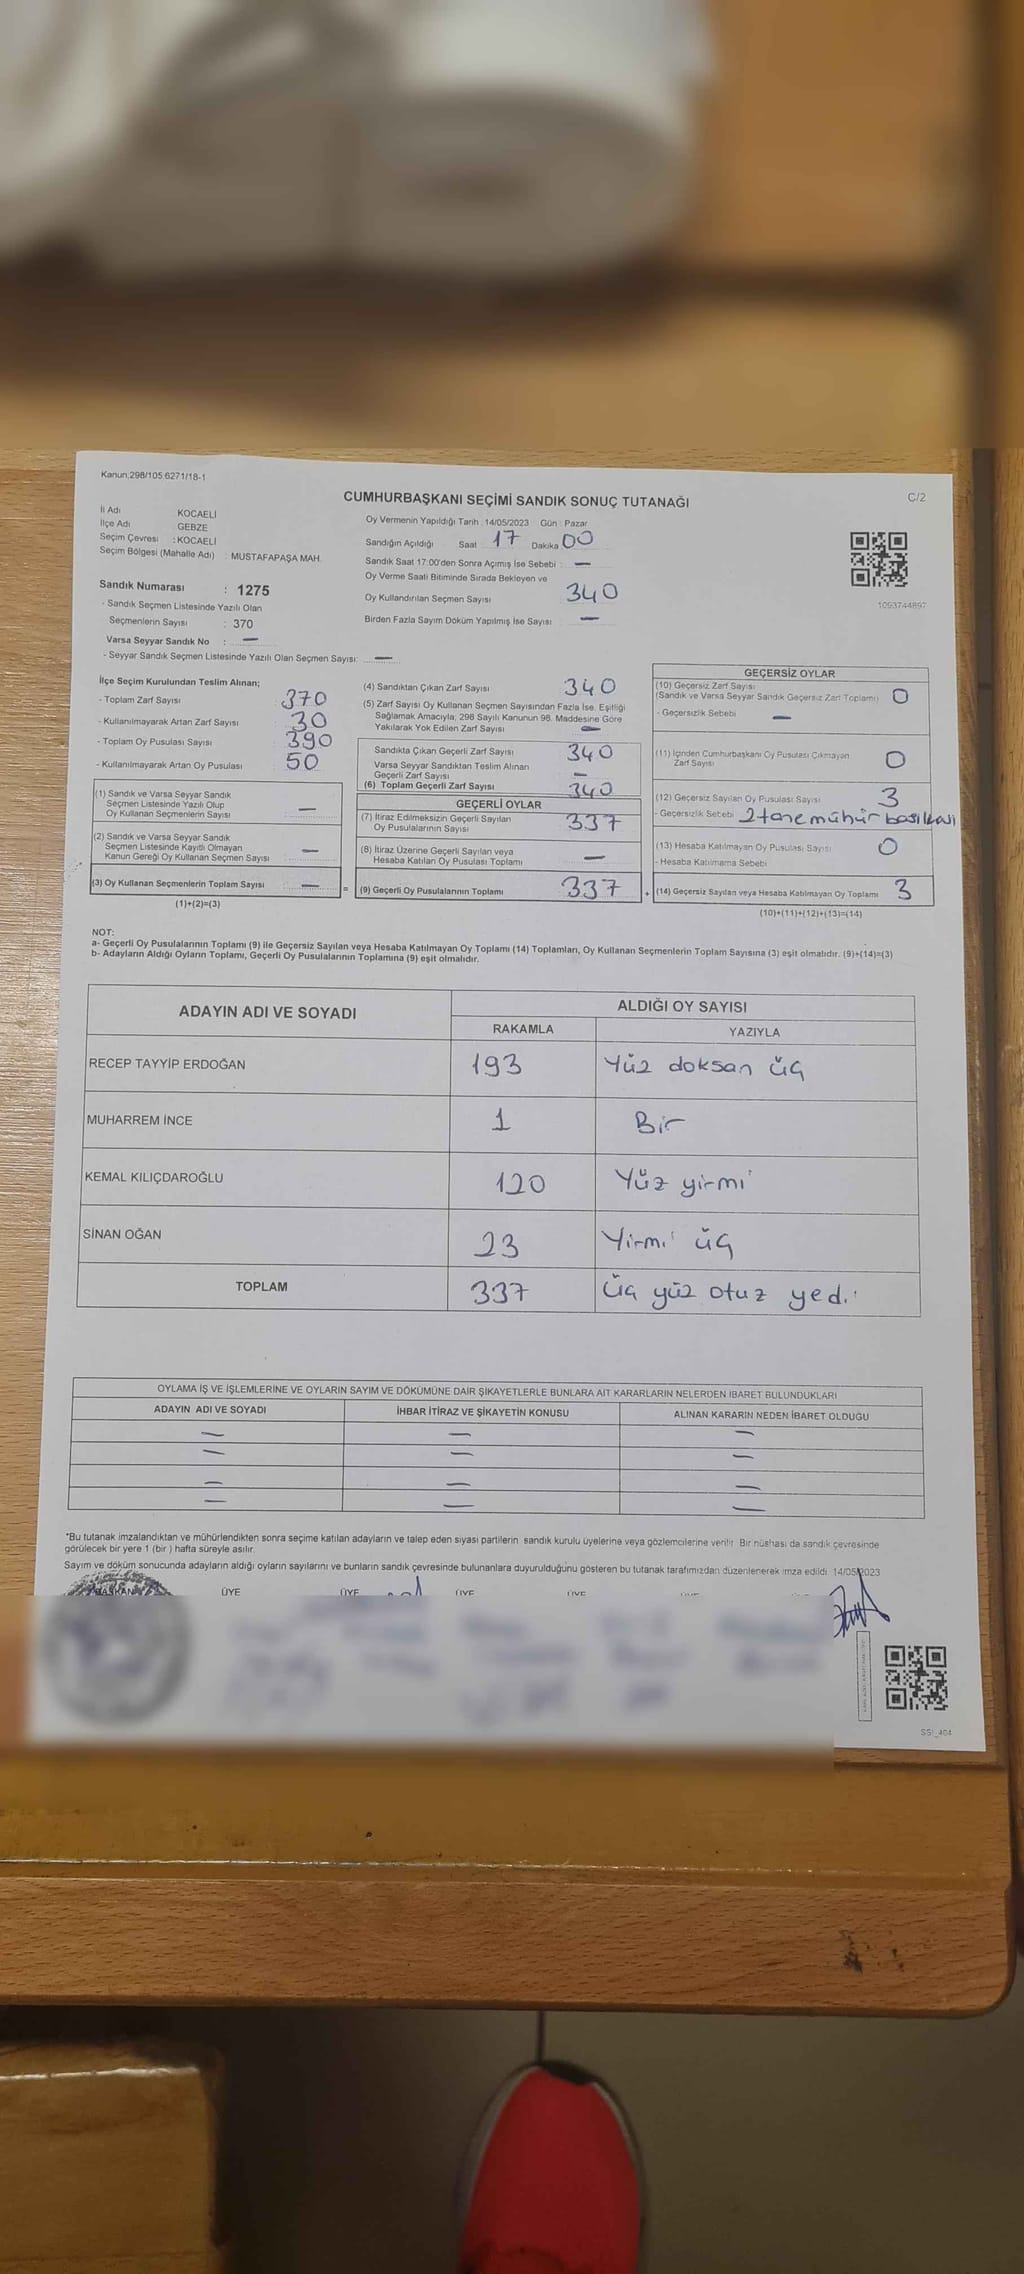 Kanun;298/105 6271/18-1
C/2
CUMHURBAŞKANI SEÇİMİ SANDIK SONUÇ TUTANAĞI
İl Adı KOCAELİ
İlçe Adı GEBZE
Seçim Çevresi : KOCAELİ
Seçim Bölgesi (Mahalle Adı) : MUSTAFAPAŞA MAH.
Sandık Numarası : 1275
- Sandık Seçmen Listesinde Yazılı Olan
Seçmenlerin Sayısı : 370
Varsa Seyyar Sandık No : —
- Seyyar Sandık Seçmen Listesinde Yazılı Olan Seçmen Sayısı: —
Oy Vermenin Yapıldığı Tarih : 14/05/2023 Gün : Pazar
Sandığın Açıldığı Saat 17 Dakika 00
Sandık Saat 17:00'den Sonra Açımış İse Sebebi : —
Oy Verme Saati Bitiminde Sırada Bekleyen ve
Oy Kullandırılan Seçmen Sayısı 340
Birden Fazla Sayım Döküm Yapılmış İse Sayısı —
1093744897
İlçe Seçim Kurulundan Teslim Alınan;
- Toplam Zarf Sayısı 370
- Kullanılmayarak Artan Zarf Sayısı 30
- Toplam Oy Pusulası Sayısı 390
- Kullanılmayarak Artan Oy Pusulası 50
(1) Sandık ve Varsa Seyyar Sandık
Seçmen Listesinde Yazılı Olup
Oy Kullanan Seçmenlerin Sayısı —
(2) Sandık ve Varsa Seyyar Sandık
Seçmen Listesinde Kayıtlı Olmayan
Kanun Gereği Oy Kullanan Seçmen Sayısı —
(3) Oy Kullanan Seçmenlerin Toplam Sayısı — =
(1)+(2)=(3)
(4) Sandıktan Çıkan Zarf Sayısı 340
(5) Zarf Sayısı Oy Kullanan Seçmen Sayısından Fazla İse, Eşitliği
Sağlamak Amacıyla; 298 Sayılı Kanunun 98. Maddesine Göre
Yakılarak Yok Edilen Zarf Sayısı —
Sandıkta Çıkan Geçerli Zarf Sayısı 340
Varsa Seyyar Sandıktan Teslim Alınan
Geçerli Zarf Sayısı —
(6) Toplam Geçerli Zarf Sayısı 340
GEÇERLİ OYLAR
(7) İtiraz Edilmeksizin Geçerli Sayılan
Oy Pusulalarının Sayısı 337
(8) İtiraz Üzerine Geçerli Sayılan veya
Hesaba Katılan Oy Pusulası Toplamı —
(9) Geçerli Oy Pusulalarının Toplamı 337 +
GEÇERSİZ OYLAR
(10) Geçersiz Zarf Sayısı
(Sandık ve Varsa Seyyar Sandık Geçersiz Zarf Toplamı) 0
- Geçersizlik Sebebi —
(11) İçinden Cumhurbaşkanı Oy Pusulası Çıkmayan
Zarf Sayısı 0
(12) Geçersiz Sayılan Oy Pusulası Sayısı 3
- Geçersizlik Sebebi 2 tane mühür
(13) Hesaba Katılmayan Oy Pusulası Sayısı 0
- Hesaba Katılmama Sebebi
(14) Geçersiz Sayılan veya Hesaba Katılmayan Oy Toplamı 3
(10)+(11)+(12)+(13)=(14)
NOT:
a- Geçerli Oy Pusulalarının Toplamı (9) ile Geçersiz Sayılan veya Hesaba Katılmayan Oy Toplamı (14) Toplamları, Oy Kullanan Seçmenlerin Toplam Sayısına (3) eşit olmalıdır. (9)+(14)=(3)
b- Adayların Aldığı Oyların Toplamı, Geçerli Oy Pusulalarının Toplamına (9) eşit olmalıdır.
ADAYIN ADI VE SOYADI
ALDIĞI OY SAYISI
RAKAMLA YAZIYLA
RECEP TAYYİP ERDOĞAN 193 Yüz doksan üç
MUHARREM İNCE 1 Bir
KEMAL KILIÇDAROĞLU 120 Yüz yirmi
SİNAN OĞAN 23 Yirmi üç
TOPLAM 337 Üç yüz otuz yedi
OYLAMA İŞ VE İŞLEMLERİNE VE OYLARIN SAYIM VE DÖKÜMÜNE DAİR ŞİKAYETLERLE BUNLARA AİT KARARLARIN NELERDEN İBARET BULUNDUKLARI
ADAYIN ADI VE SOYADI İHBAR İTİRAZ VE ŞİKAYETİN KONUSU ALINAN KARARIN NEDEN İBARET OLDUĞU
— — —
— — —
— — —
— — —
*Bu tutanak imzalandıktan ve mühürlendikten sonra seçime katılan adayların ve talep eden siyasi partilerin sandık kurulu üyelerine veya gözlemcilerine verilir. Bir nüshası da sandık çevresinde
görülecek bir yere 1 (bir ) hafta süreyle asılır.
Sayım ve döküm sonucunda adayların aldığı oyların sayılarını ve bunların sandık çevresinde bulunanlara duyurulduğunu gösteren bu tutanak tarafımızdan düzenlenerek imza edildi. 14/05/2023
BAŞKAN ÜYE ÜYE ÜYE ÜYE